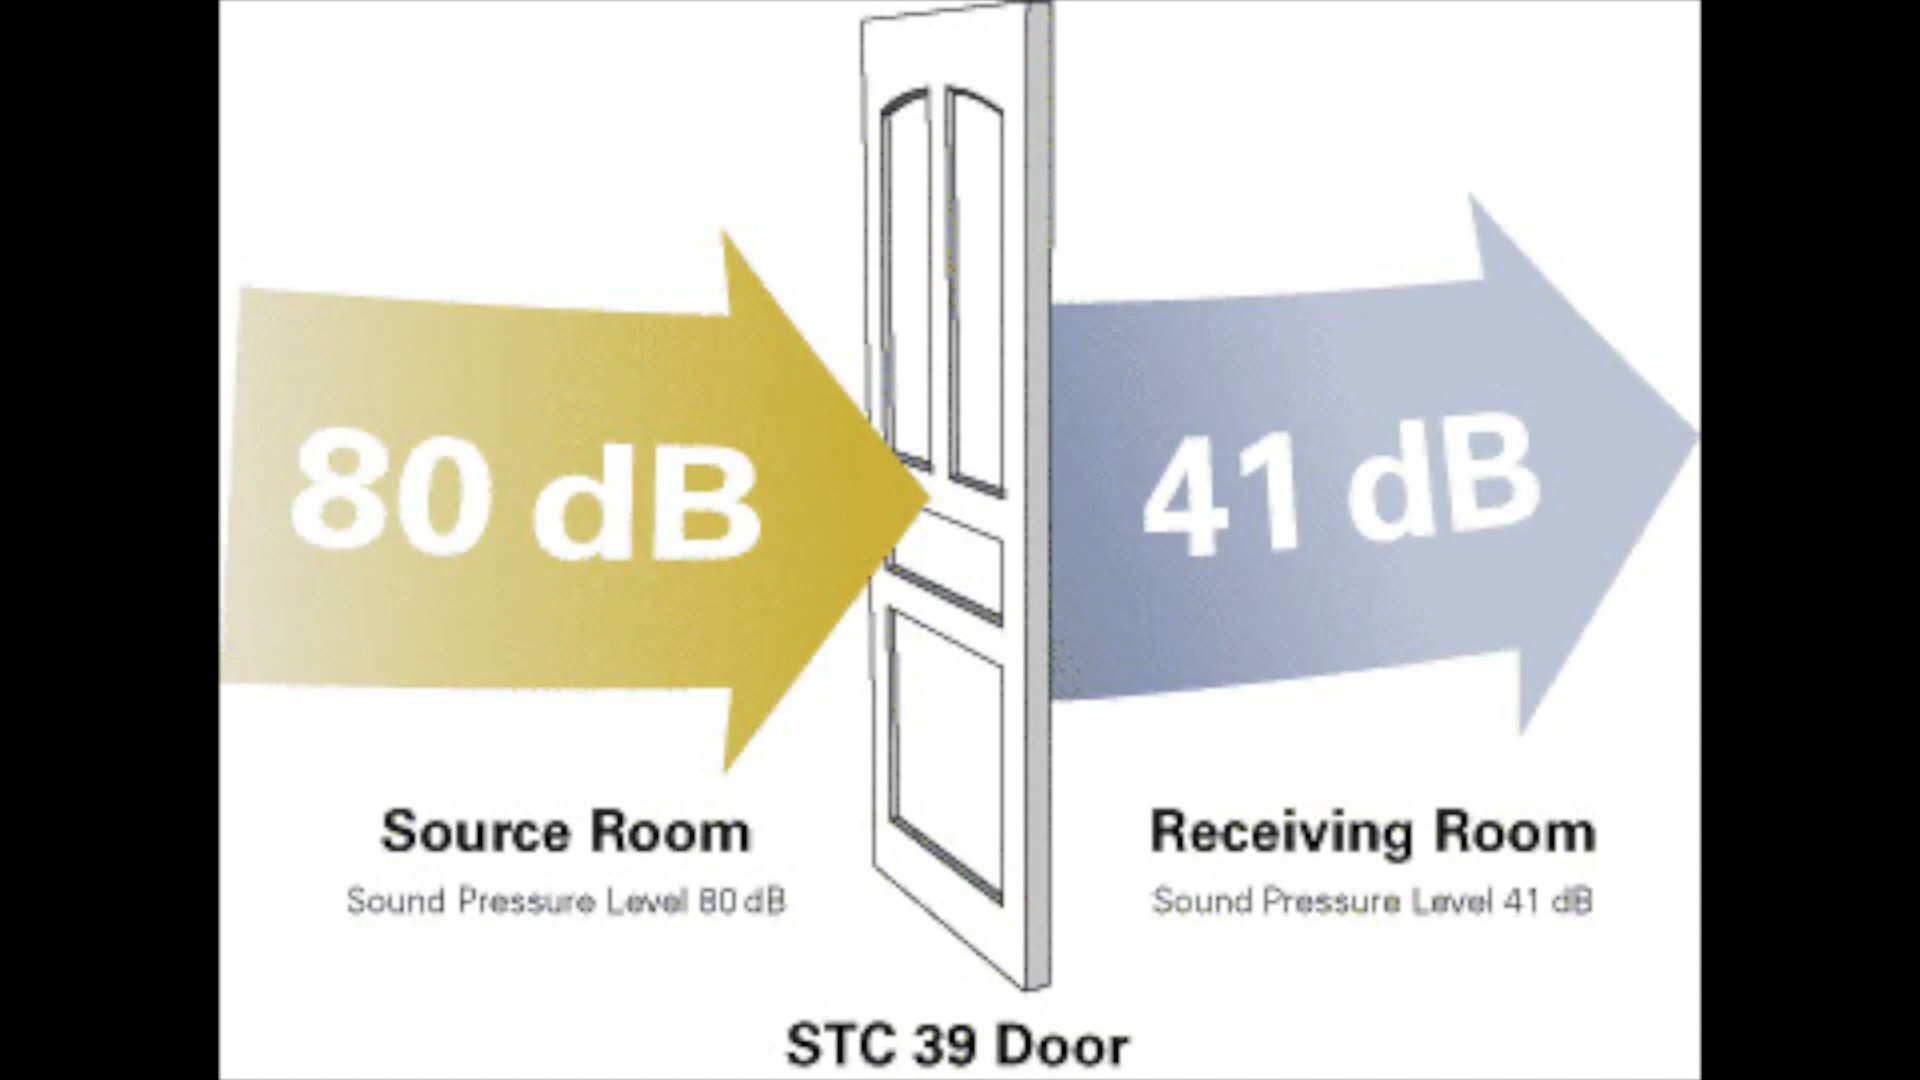 80 dB
41 dB
Source Room
Sound Pressure Level 80 dB
Receiving Room
Sound Pressure Level 41 dB
STC 39 Door